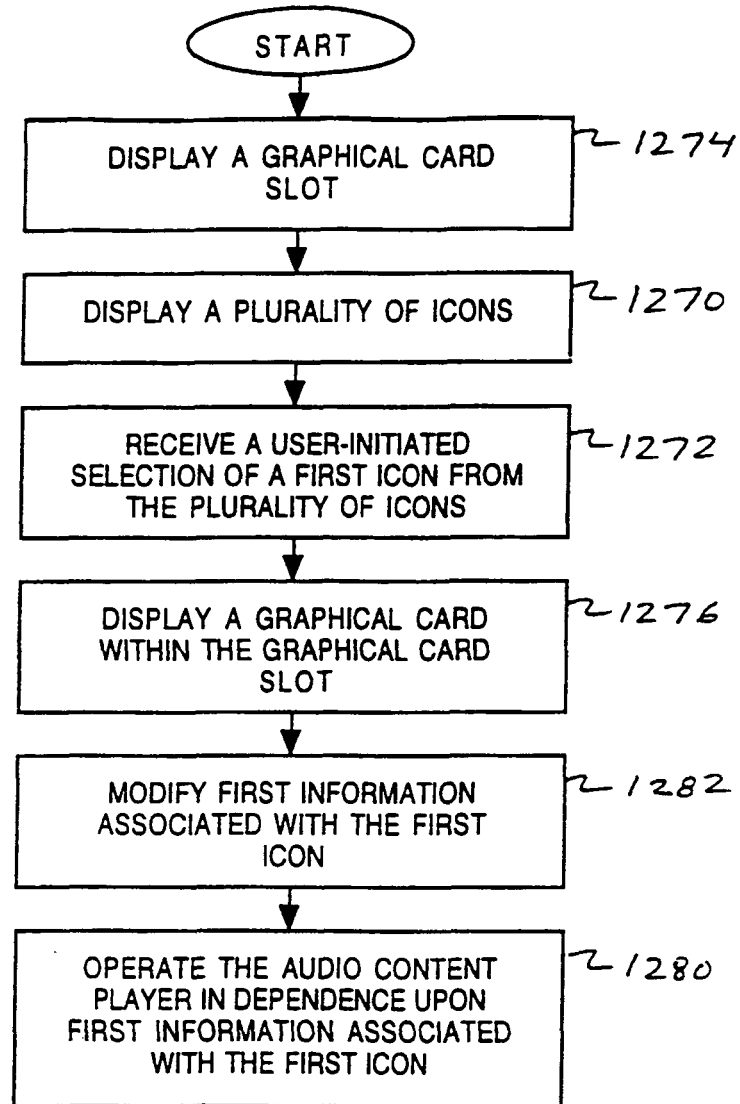 START
DISPLAY A GRAPHICAL CARD
SLOT
1274
DISPLAY A PLURALITY OF ICONS
1270
RECEIVE A USER-INITIATED
SELECTION OF A FIRST ICON FROM
THE PLURALITY OF ICONS
1272
DISPLAY A GRAPHICAL CARD
WITHIN THE GRAPHICAL CARD
SLOT
1276
MODIFY FIRST INFORMATION
ASSOCIATED WITH THE FIRST
ICON
1282
OPERATE THE AUDIO CONTENT
PLAYER IN DEPENDENCE UPON
FIRST INFORMATION ASSOCIATED
WITH THE FIRST ICON
1280